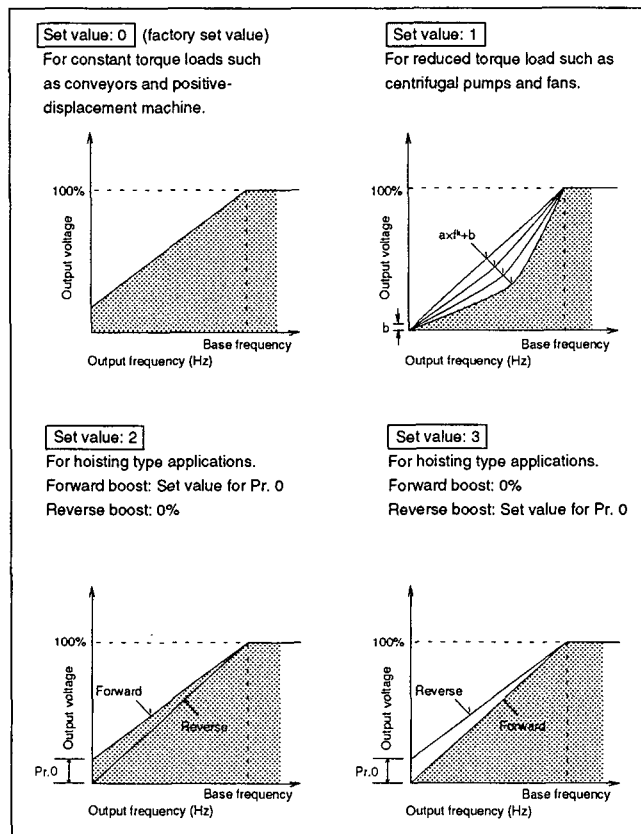 Set value: 0 (factory set value)
For constant torque loads such
as conveyors and positive-
displacement machine.
100%
Output voltage
Base frequency
Output frequency (Hz)
Set value: 1
For reduced torque load such as
centrifugal pumps and fans.
100%
a×fᵏ+b
Output voltage
b
Base frequency
Output frequency (Hz)
Set value: 2
For hoisting type applications.
Forward boost: Set value for Pr. 0
Reverse boost: 0%
100%
Output voltage
Forward
Reverse
Pr.0
Base frequency
Output frequency (Hz)
Set value: 3
For hoisting type applications.
Forward boost: 0%
Reverse boost: Set value for Pr. 0
100%
Output voltage
Reverse
Forward
Pr.0
Base frequency
Output frequency (Hz)